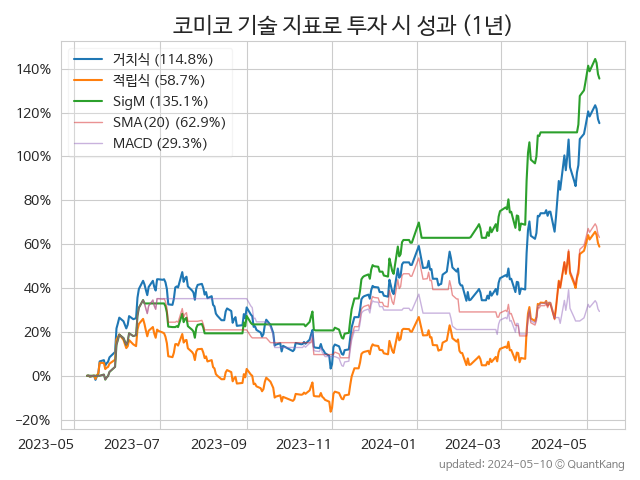 코미코 기술 지표로 투자 시 성과 (1년)
거치식 (114.8%)
적립식 (58.7%)
SigM (135.1%)
SMA(20) (62.9%)
MACD (29.3%)
140%
120%
100%
80%
60%
40%
20%
0%
−20%
2023-05 2023-07 2023-09 2023-11 2024-01 2024-03 2024-05
updated: 2024-05-10 © QuantKang